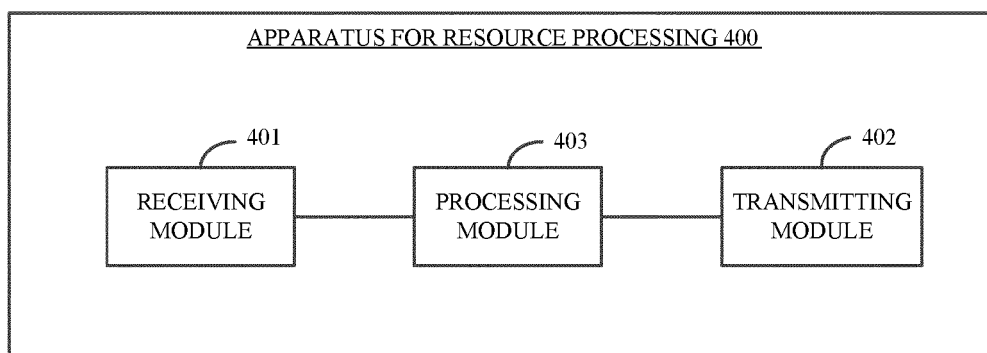 APPARATUS FOR RESOURCE PROCESSING 400
401
403
402
RECEIVING
MODULE
PROCESSING
MODULE
TRANSMITTING
MODULE